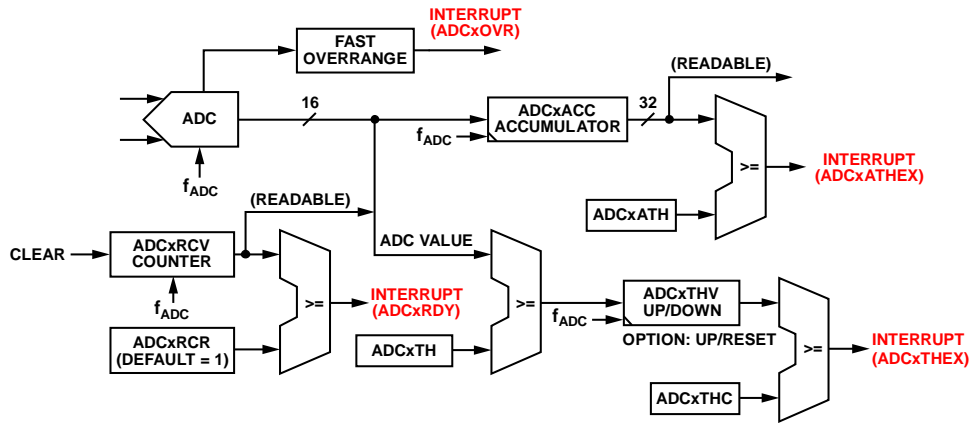 INTERRUPT
(ADCxOVR)
FAST
OVERRANGE
(READABLE)
16
32
ADC
ADCxACC
ACCUMULATOR
fADC
fADC
>=
INTERRUPT
(ADCxATHEX)
(READABLE)
ADCxATH
CLEAR
ADCxRCV
COUNTER
ADC VALUE
fADC
>=
INTERRUPT
(ADCxRDY)
>=
fADC
ADCxTHV
UP/DOWN
OPTION: UP/RESET
ADCxRCR
(DEFAULT = 1)
ADCxTH
>=
INTERRUPT
(ADCxTHEX)
ADCxTHC